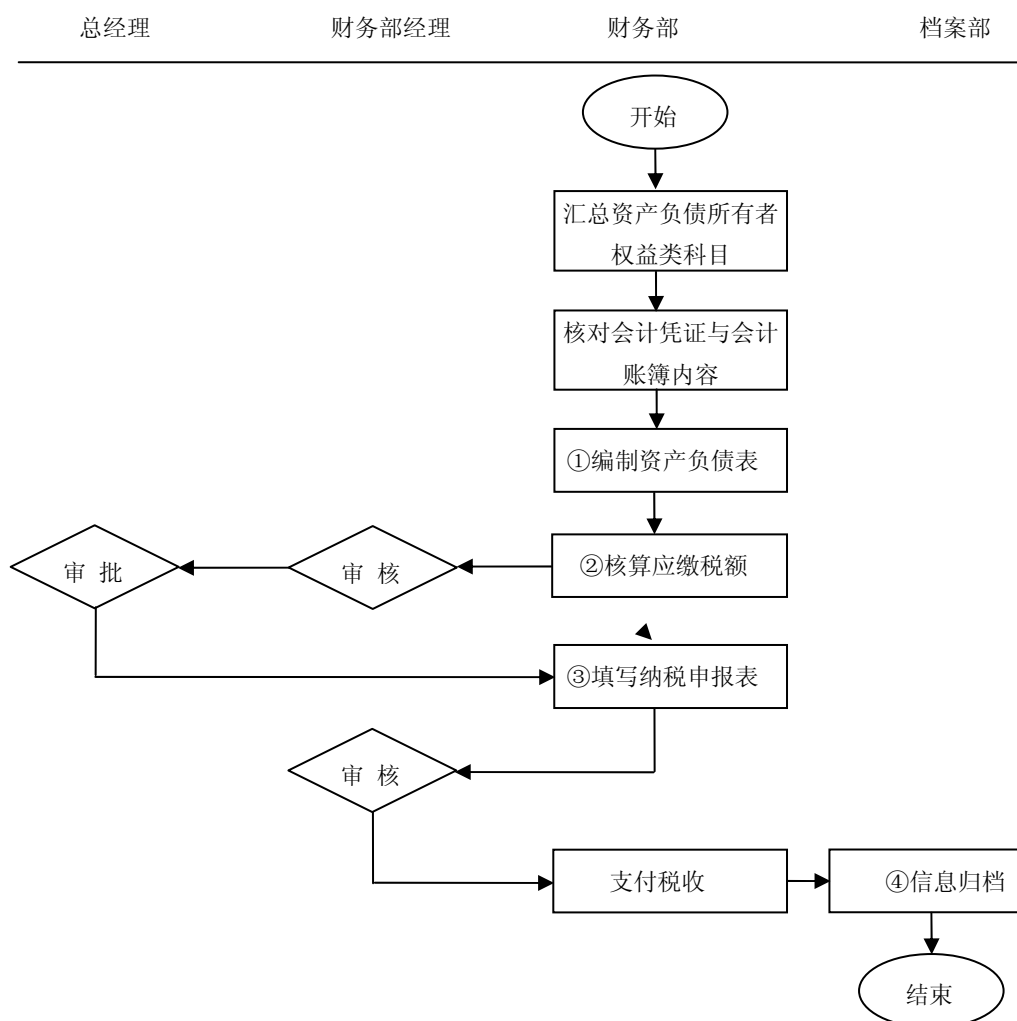 总经理
财务部经理
财务部
档案部
开始
汇总资产负债所有者
权益类科目
核对会计凭证与会计
账簿内容
①编制资产负债表
②核算应缴税额
审 核
审 批
③填写纳税申报表
审 核
支付税收
④信息归档
结束